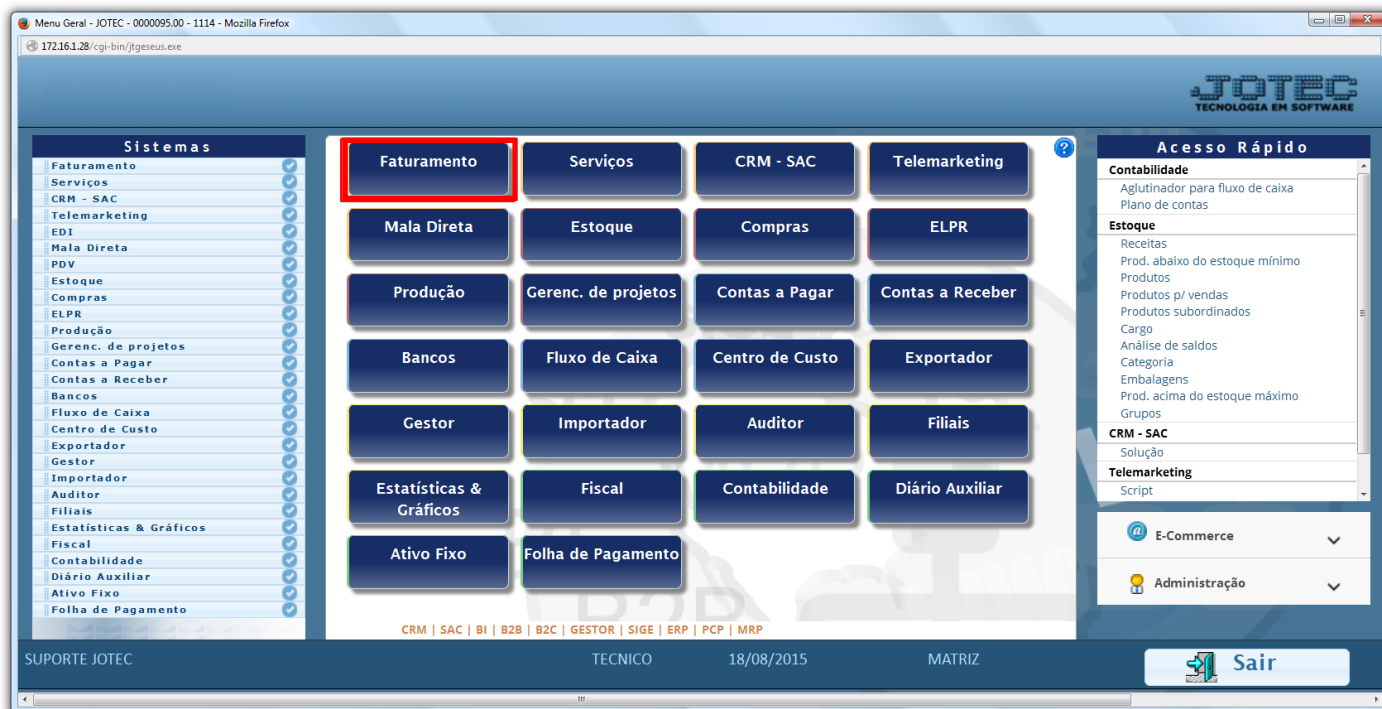 Menu Geral - JOTEC - 0000095.00 - 1114 - Mozilla Firefox
172.16.1.28/cgi-bin/jtgeseus.exe
JOTEC
TECNOLOGIA EM SOFTWARE
Sistemas
Faturamento
Serviços
CRM - SAC
Telemarketing
EDI
Mala Direta
PDV
Estoque
Compras
ELPR
Produção
Gerenc. de projetos
Contas a Pagar
Contas a Receber
Bancos
Fluxo de Caixa
Centro de Custo
Exportador
Gestor
Importador
Auditor
Filiais
Estatísticas & Gráficos
Fiscal
Contabilidade
Diário Auxiliar
Ativo Fixo
Folha de Pagamento
Faturamento
Serviços
CRM - SAC
Telemarketing
Mala Direta
Estoque
Compras
ELPR
Produção
Gerenc. de projetos
Contas a Pagar
Contas a Receber
Bancos
Fluxo de Caixa
Centro de Custo
Exportador
Gestor
Importador
Auditor
Filiais
Estatísticas &
Gráficos
Fiscal
Contabilidade
Diário Auxiliar
Ativo Fixo
Folha de Pagamento
B2B
CRM | SAC | BI | B2B | B2C | GESTOR | SIGE | ERP | PCP | MRP
Acesso Rápido
Contabilidade
Aglutinador para fluxo de caixa
Plano de contas
Estoque
Receitas
Prod. abaixo do estoque mínimo
Produtos
Produtos p/ vendas
Produtos subordinados
Cargo
Análise de saldos
Categoria
Embalagens
Prod. acima do estoque máximo
Grupos
CRM - SAC
Solução
Telemarketing
Script
E-Commerce
Administração
SUPORTE JOTEC
TECNICO
18/08/2015
MATRIZ
Sair